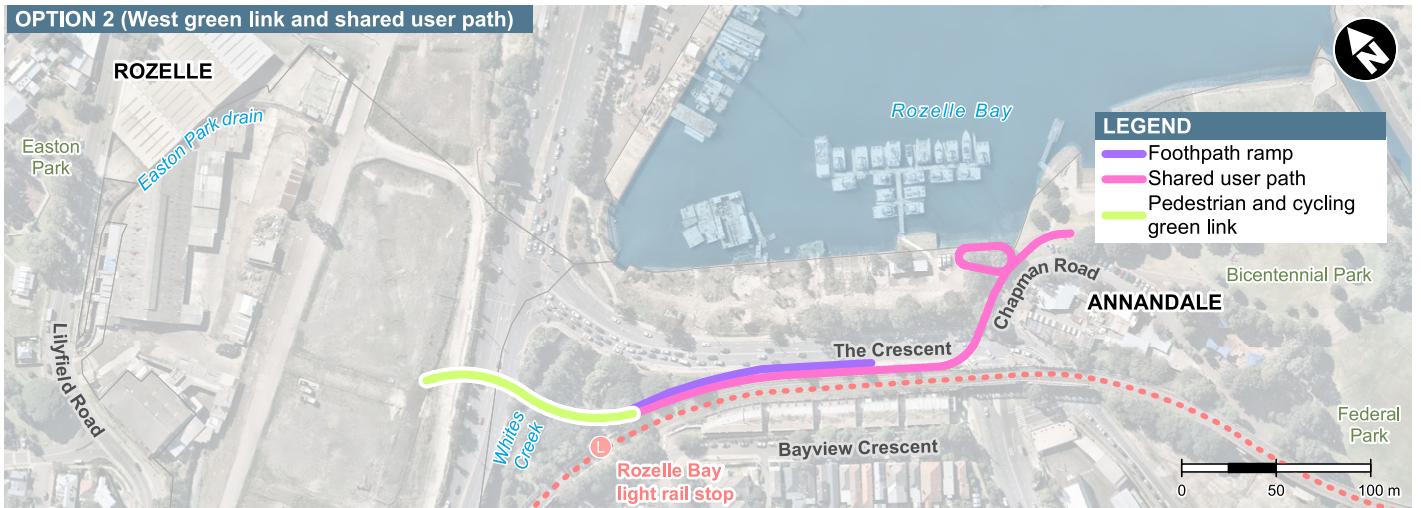 OPTION 2 (West green link and shared user path)
ROZELLE
N
Rozelle Bay
Easton Park drain
Easton
Park
LEGEND
Foothpath ramp
Shared user path
Pedestrian and cycling
green link
Chapman Road
Bicentennial Park
ANNANDALE
Lilyfield Road
The Crescent
Whites
Creek
L
Rozelle Bay
light rail stop
Bayview Crescent
Federal
Park
0 50 100 m